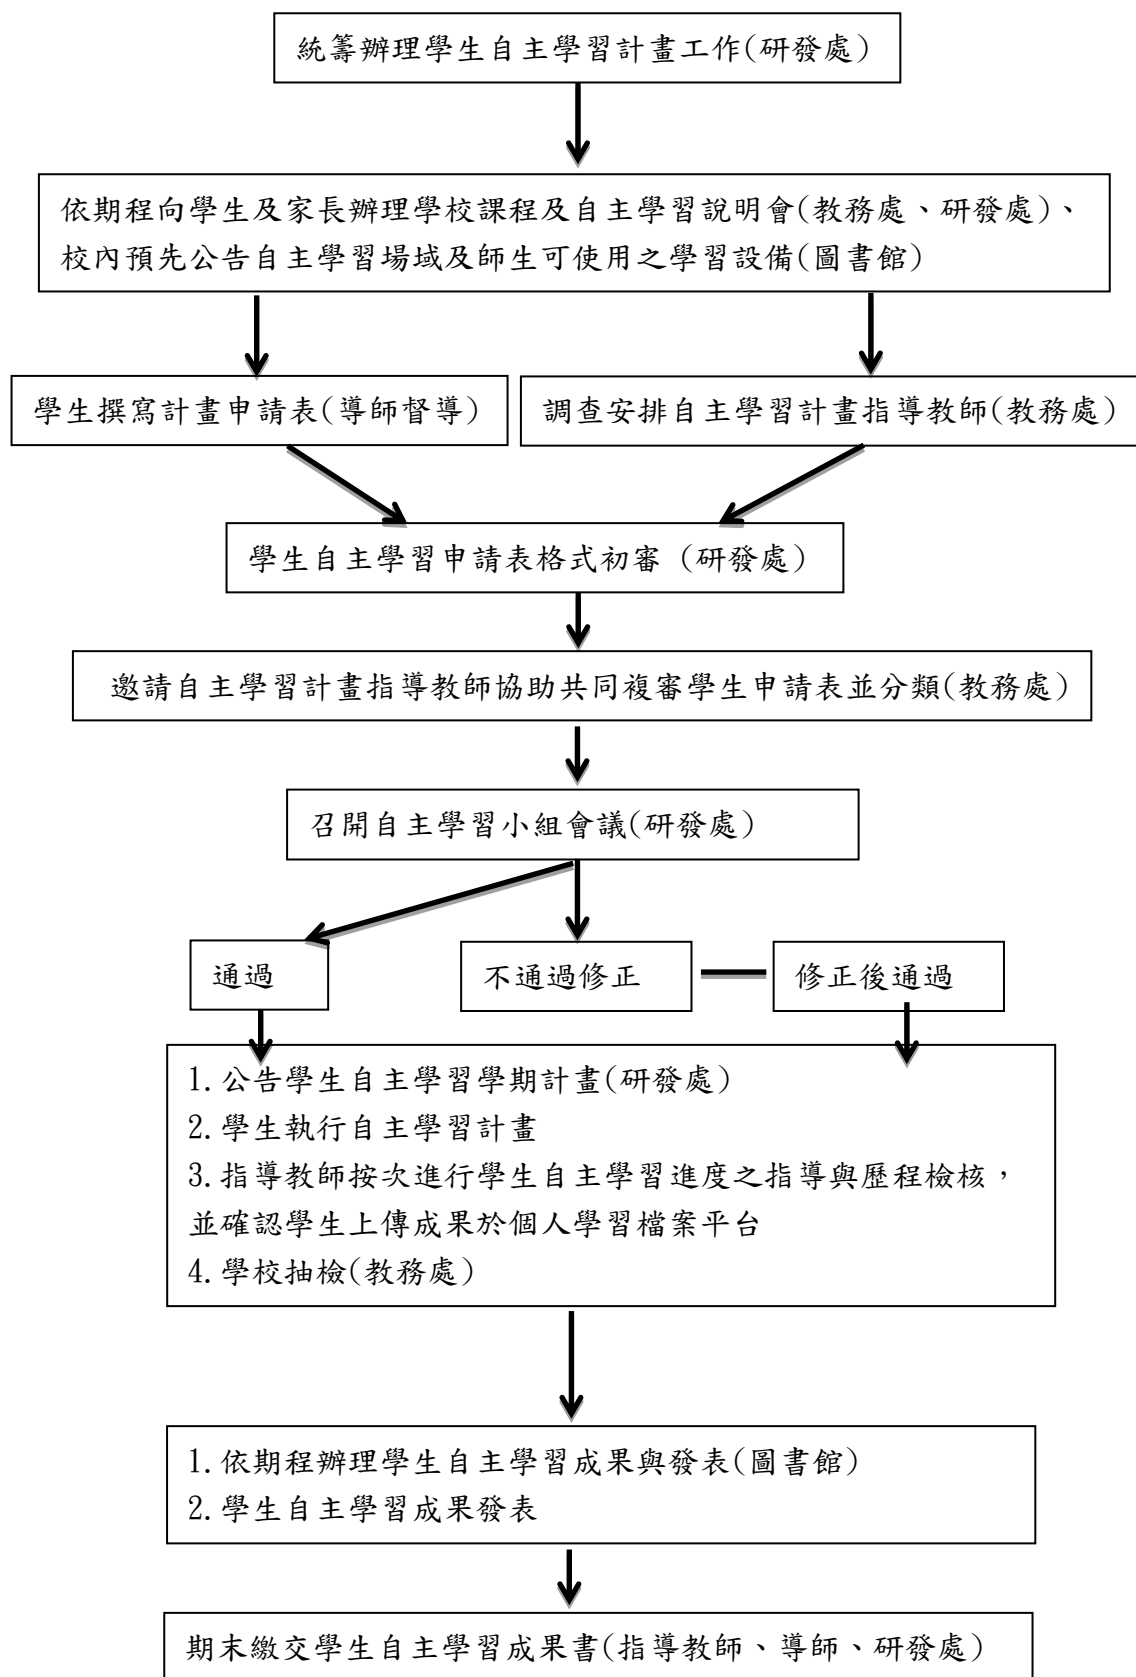 統籌辦理學生自主學習計畫工作(研發處)
依期程向學生及家長辦理學校課程及自主學習說明會(教務處、研發處)、
校內預先公告自主學習場域及師生可使用之學習設備(圖書館)
學生撰寫計畫申請表(導師督導)
調查安排自主學習計畫指導教師(教務處)
學生自主學習申請表格式初審 (研發處)
邀請自主學習計畫指導教師協助共同複審學生申請表並分類(教務處)
召開自主學習小組會議(研發處)
通過
不通過修正
修正後通過
1.公告學生自主學習學期計畫(研發處)
2.學生執行自主學習計畫
3.指導教師按次進行學生自主學習進度之指導與歷程檢核，
並確認學生上傳成果於個人學習檔案平台
4.學校抽檢(教務處)
1.依期程辦理學生自主學習成果與發表(圖書館)
2.學生自主學習成果發表
期末繳交學生自主學習成果書(指導教師、導師、研發處)